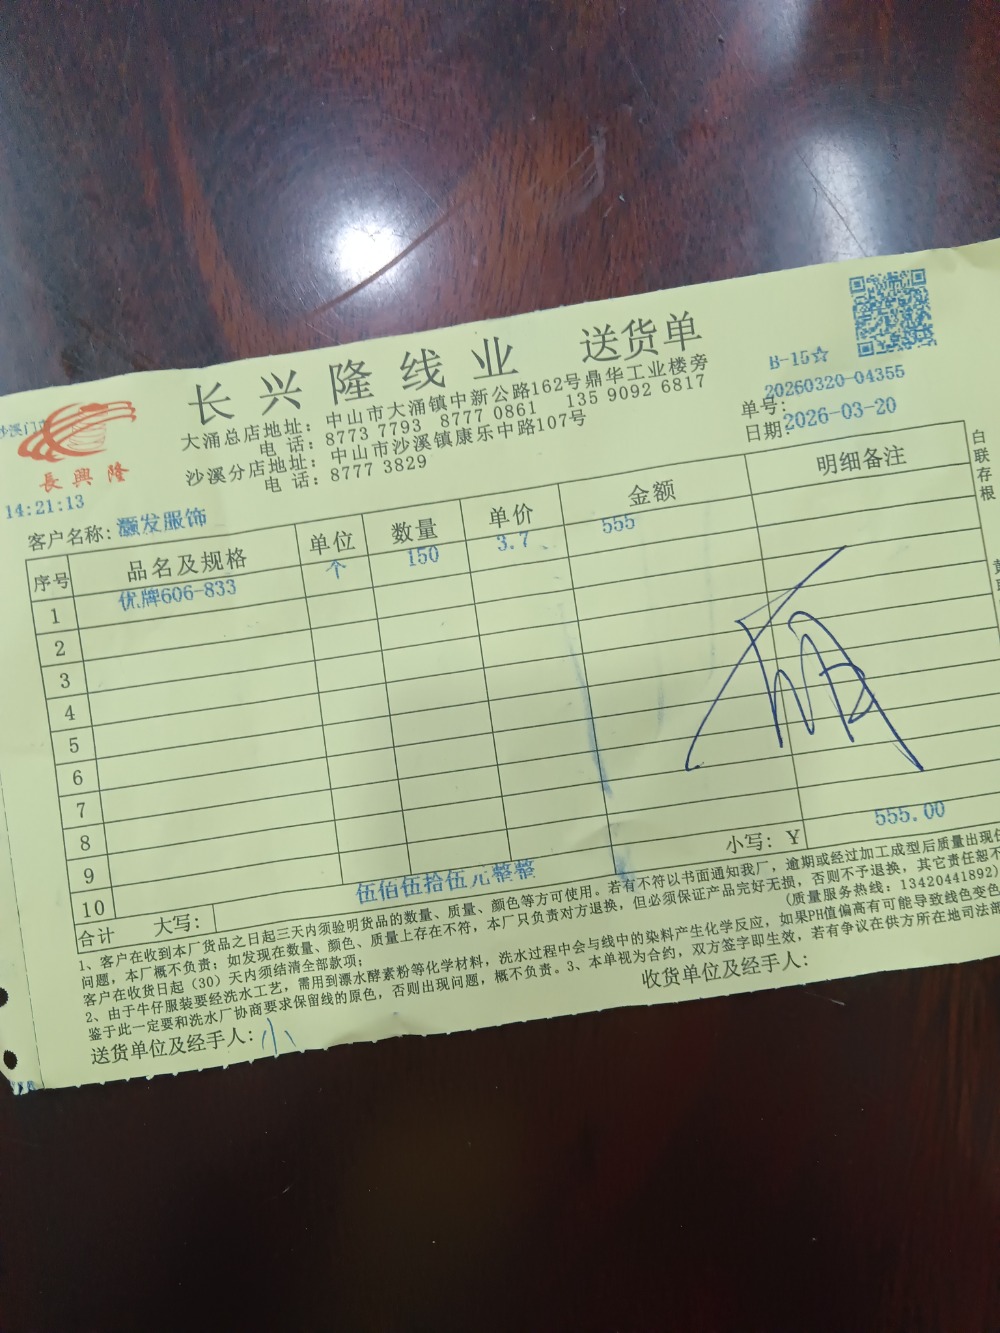 长兴隆线业 送货单
大涌总店地址：中山市大涌镇中新公路162号鼎华工业楼旁
电 话：8773 7793 8777 0861 135 9092 6817
沙溪分店地址：中山市沙溪镇康乐中路107号
电 话：8777 3829
B-15☆
单号：20260320-04355
日期：2026-03-20
沙溪门
長興隆
14:21:13
客户名称：灏发服饰
序号 品名及规格 单位 数量 单价 金额 明细备注
1 优牌606-833 个 150 3.7 555
2
3
4
5
6
7
8
9
10
合计 大写：伍佰伍拾伍元整整 小写：Y 555.00
1、客户在收到本厂货品之日起三天内须验明货品的数量、质量、颜色等方可使用。若有不符以书面通知我厂，逾期或经过加工成型后质量出现任
问题，本厂概不负责；如发现在数量、颜色、质量上存在不符，本厂只负责对方退换，但必须保证产品完好无损，否则不予退换，其它责任恕不
客户在收货日起（30）天内须结清全部款项； （质量服务热线：13420441892）
2、由于牛仔服装要经洗水工艺，需用到漂水酵素粉等化学材料，洗水过程中会与线中的染料产生化学反应，如果PH值偏高有可能导致线色变色
鉴于此一定要和洗水厂协商要求保留线的原色，否则出现问题，概不负责。3、本单视为合约，双方签字即生效，若有争议在供方所在地司法部
送货单位及经手人：小 收货单位及经手人：
白联存根
黄